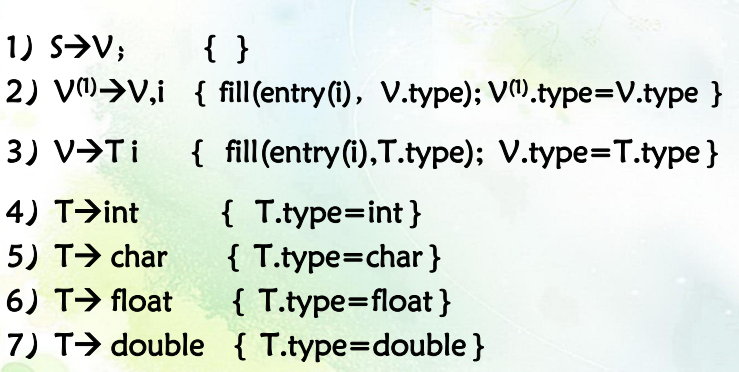 1) S→V; { }
2) V⁽¹⁾→V,i { fill(entry(i), V.type); V⁽¹⁾.type=V.type }
3) V→T i { fill(entry(i),T.type); V.type=T.type}
4) T→int { T.type=int}
5) T→ char { T.type=char}
6) T→ float { T.type=float}
7) T→ double { T.type=double}